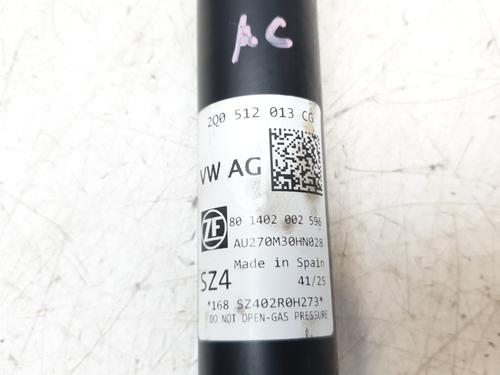 AC
2Q0 512 013 CG
VW AG
ZF
80 1402 002 596
AU270M30HN028
Made in Spain
SZ4
41/25
*168 SZ402R0H273*
DO NOT OPEN-GAS PRESSURE